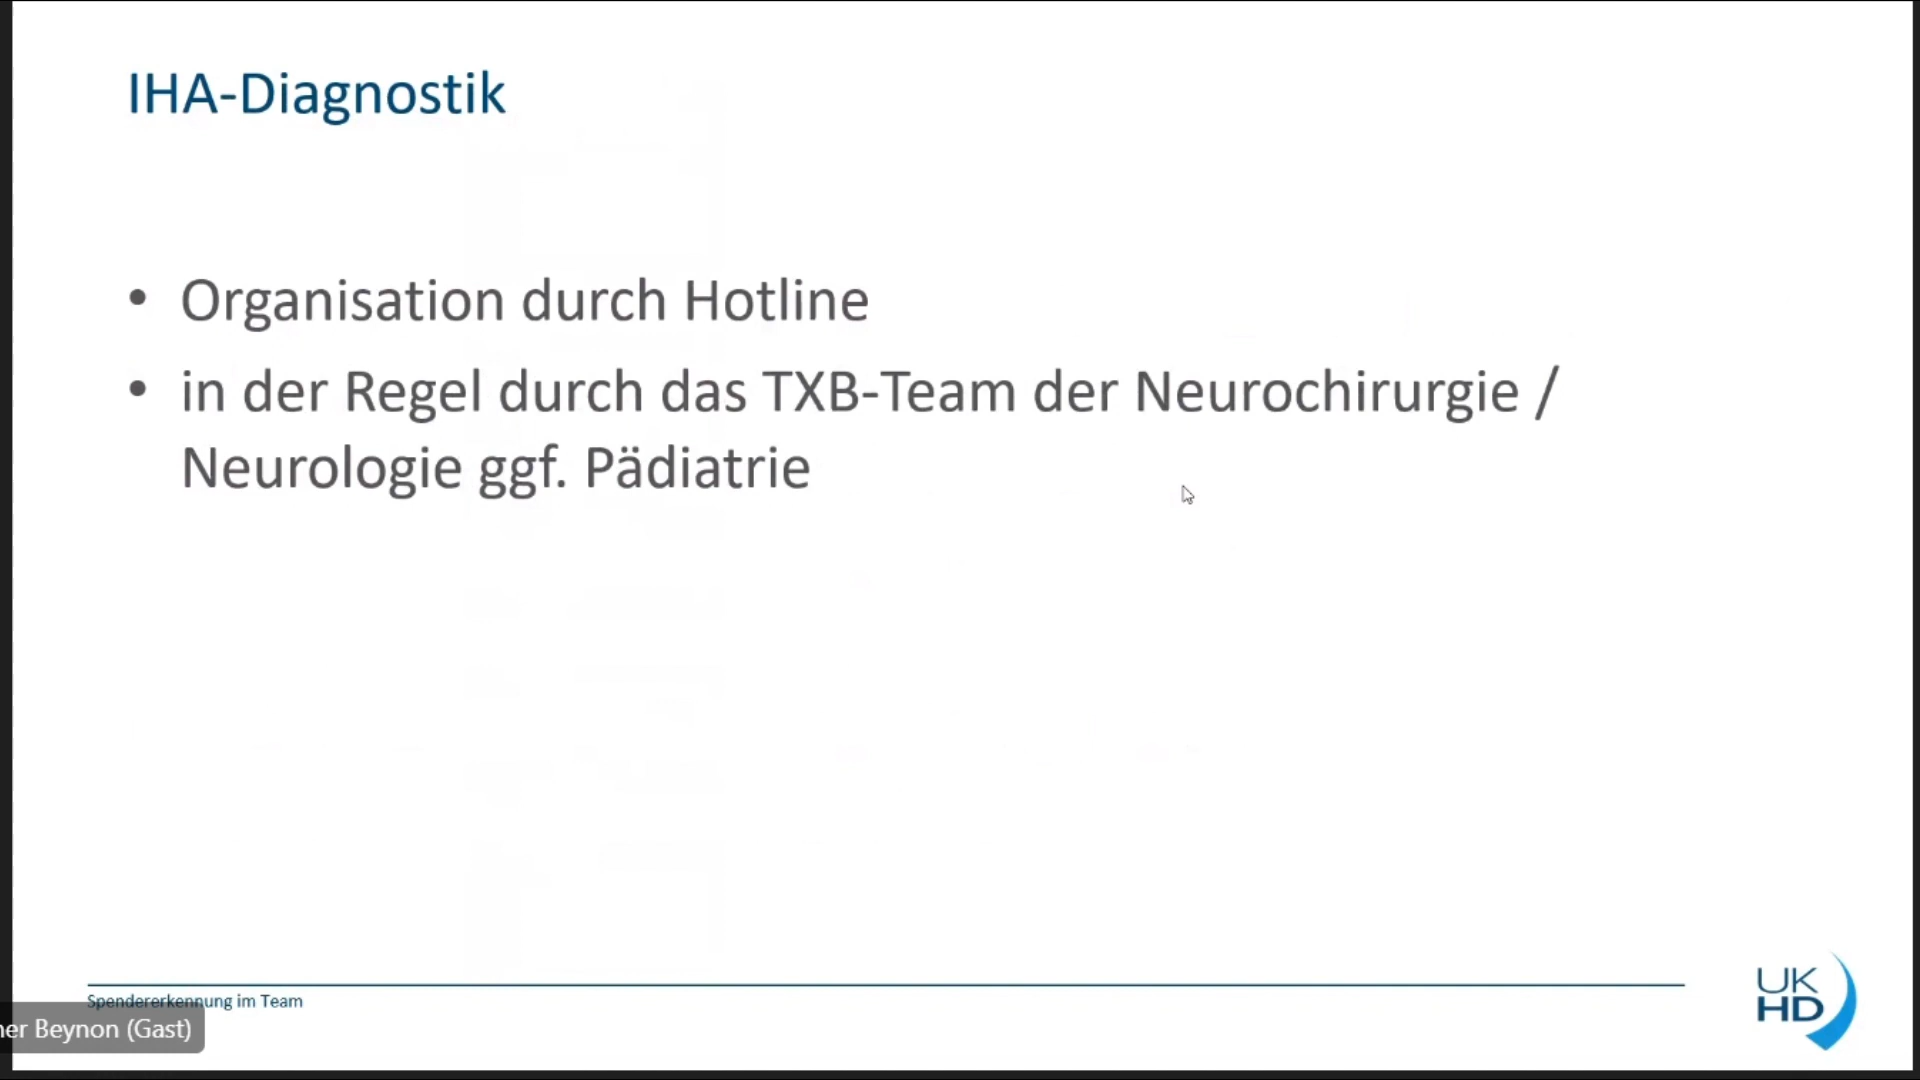 IHA-Diagnostik
• Organisation durch Hotline
• in der Regel durch das TXB-Team der Neurochirurgie /
Neurologie ggf. Pädiatrie
Spendererkennung im Team
Beynon (Gast)
UK
HD